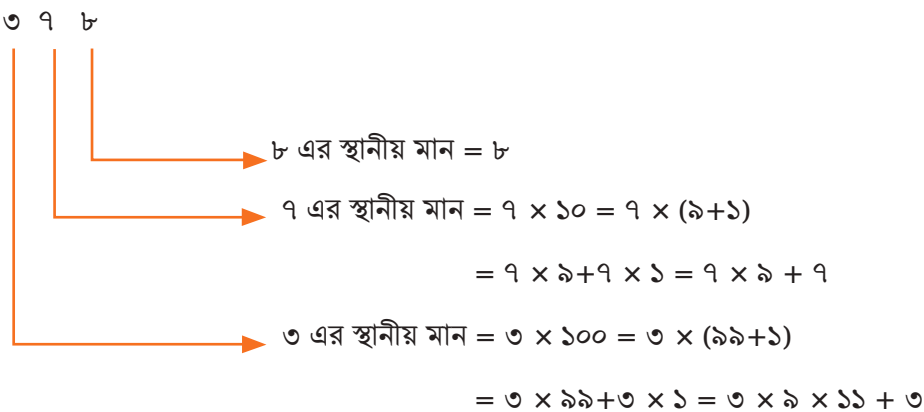 ৩ ৭ ৮
৮ এর স্থানীয় মান = ৮
৭ এর স্থানীয় মান = ৭ × ১০ = ৭ × (৯+১)
= ৭ × ৯+৭ × ১ = ৭ × ৯ + ৭
৩ এর স্থানীয় মান = ৩ × ১০০ = ৩ × (৯৯+১)
= ৩ × ৯৯+৩ × ১ = ৩ × ৯ × ১১ + ৩